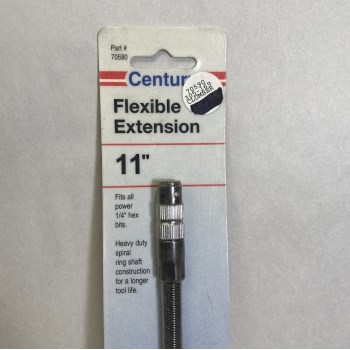 Part #
70590
Centur
70590
Flexible
Extension
11"
Fits all
power
1/4" hex
bits.
Heavy duty
spiral
ring shaft
construction
for a longer
tool life.